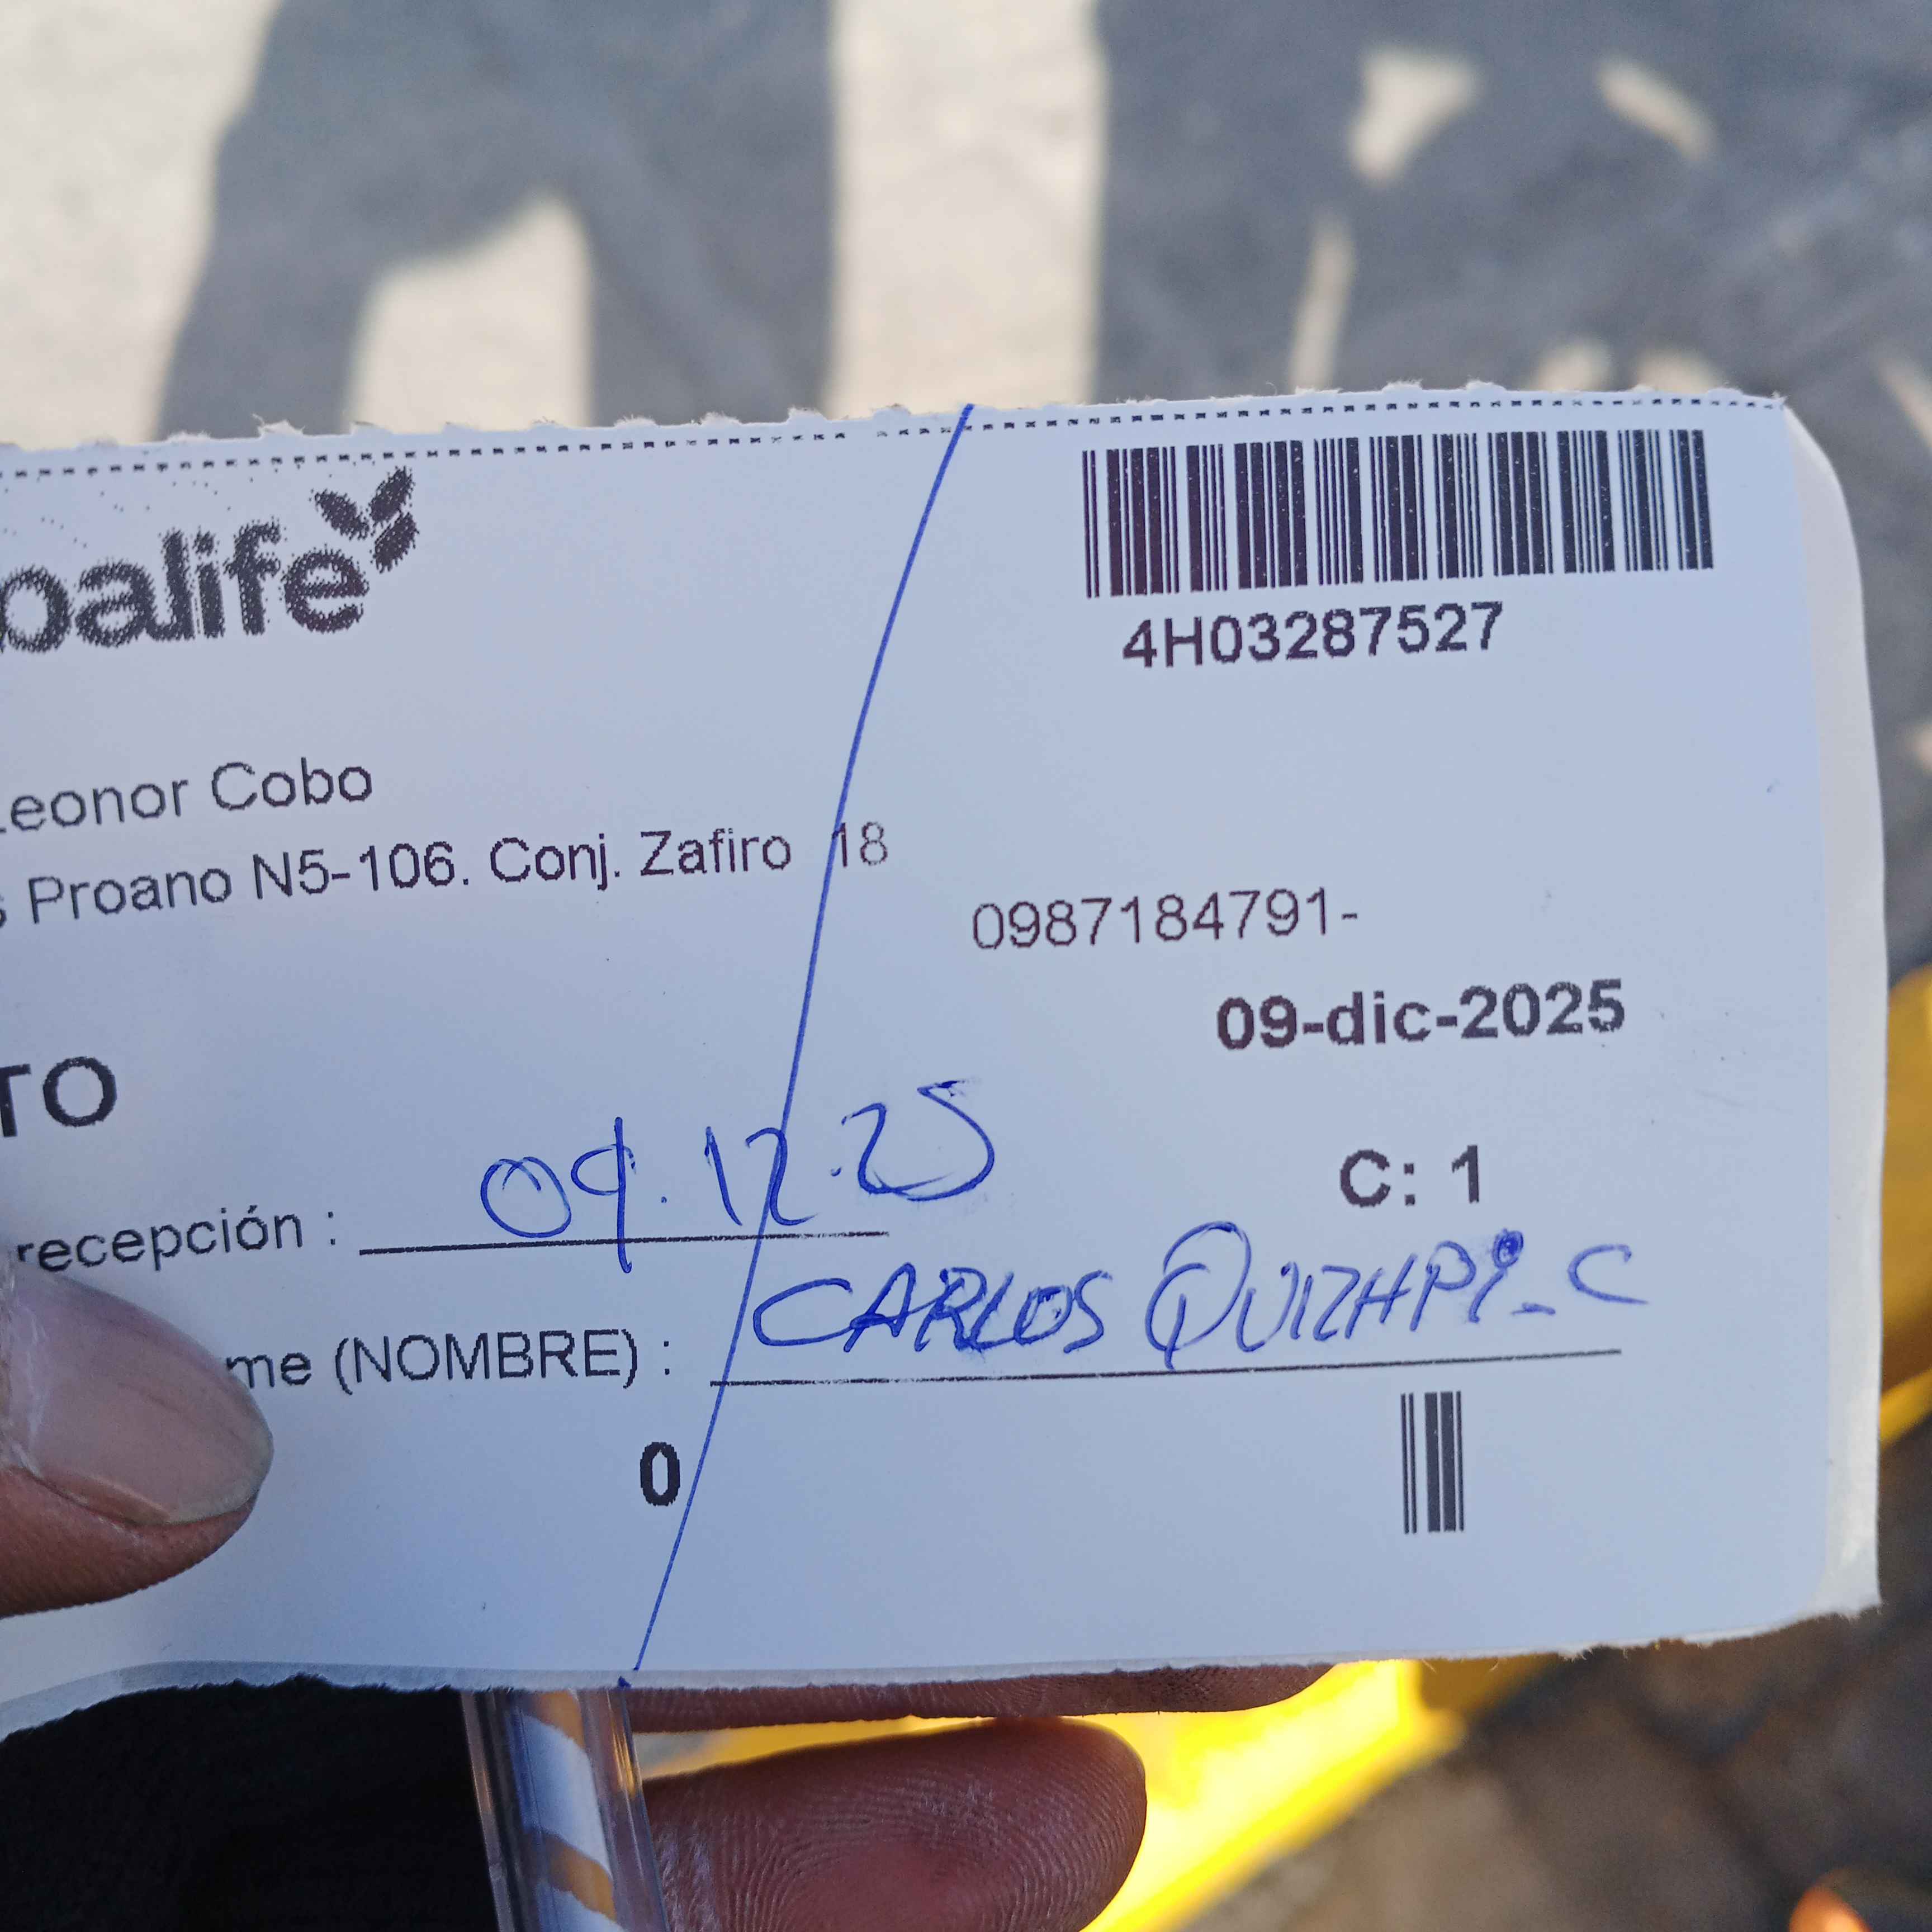 oalife
4H03287527
Leonor Cobo
s Proano N5-106. Conj. Zafiro 18
0987184791-
09-dic-2025
TO
recepción : 09.12.25
C: 1
me (NOMBRE) : CARLOS QUIZHPI_C
0